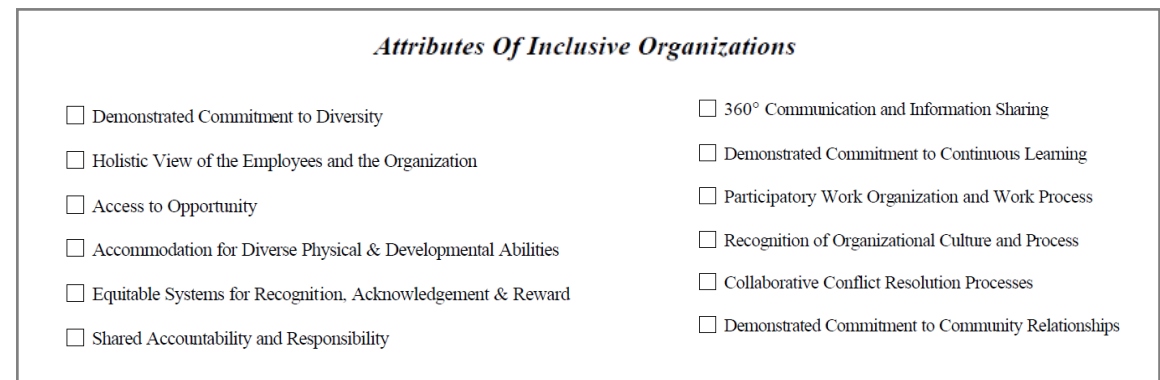 Attributes Of Inclusive Organizations
Demonstrated Commitment to Diversity
Holistic View of the Employees and the Organization
Access to Opportunity
Accommodation for Diverse Physical & Developmental Abilities
Equitable Systems for Recognition, Acknowledgement & Reward
Shared Accountability and Responsibility
360° Communication and Information Sharing
Demonstrated Commitment to Continuous Learning
Participatory Work Organization and Work Process
Recognition of Organizational Culture and Process
Collaborative Conflict Resolution Processes
Demonstrated Commitment to Community Relationships